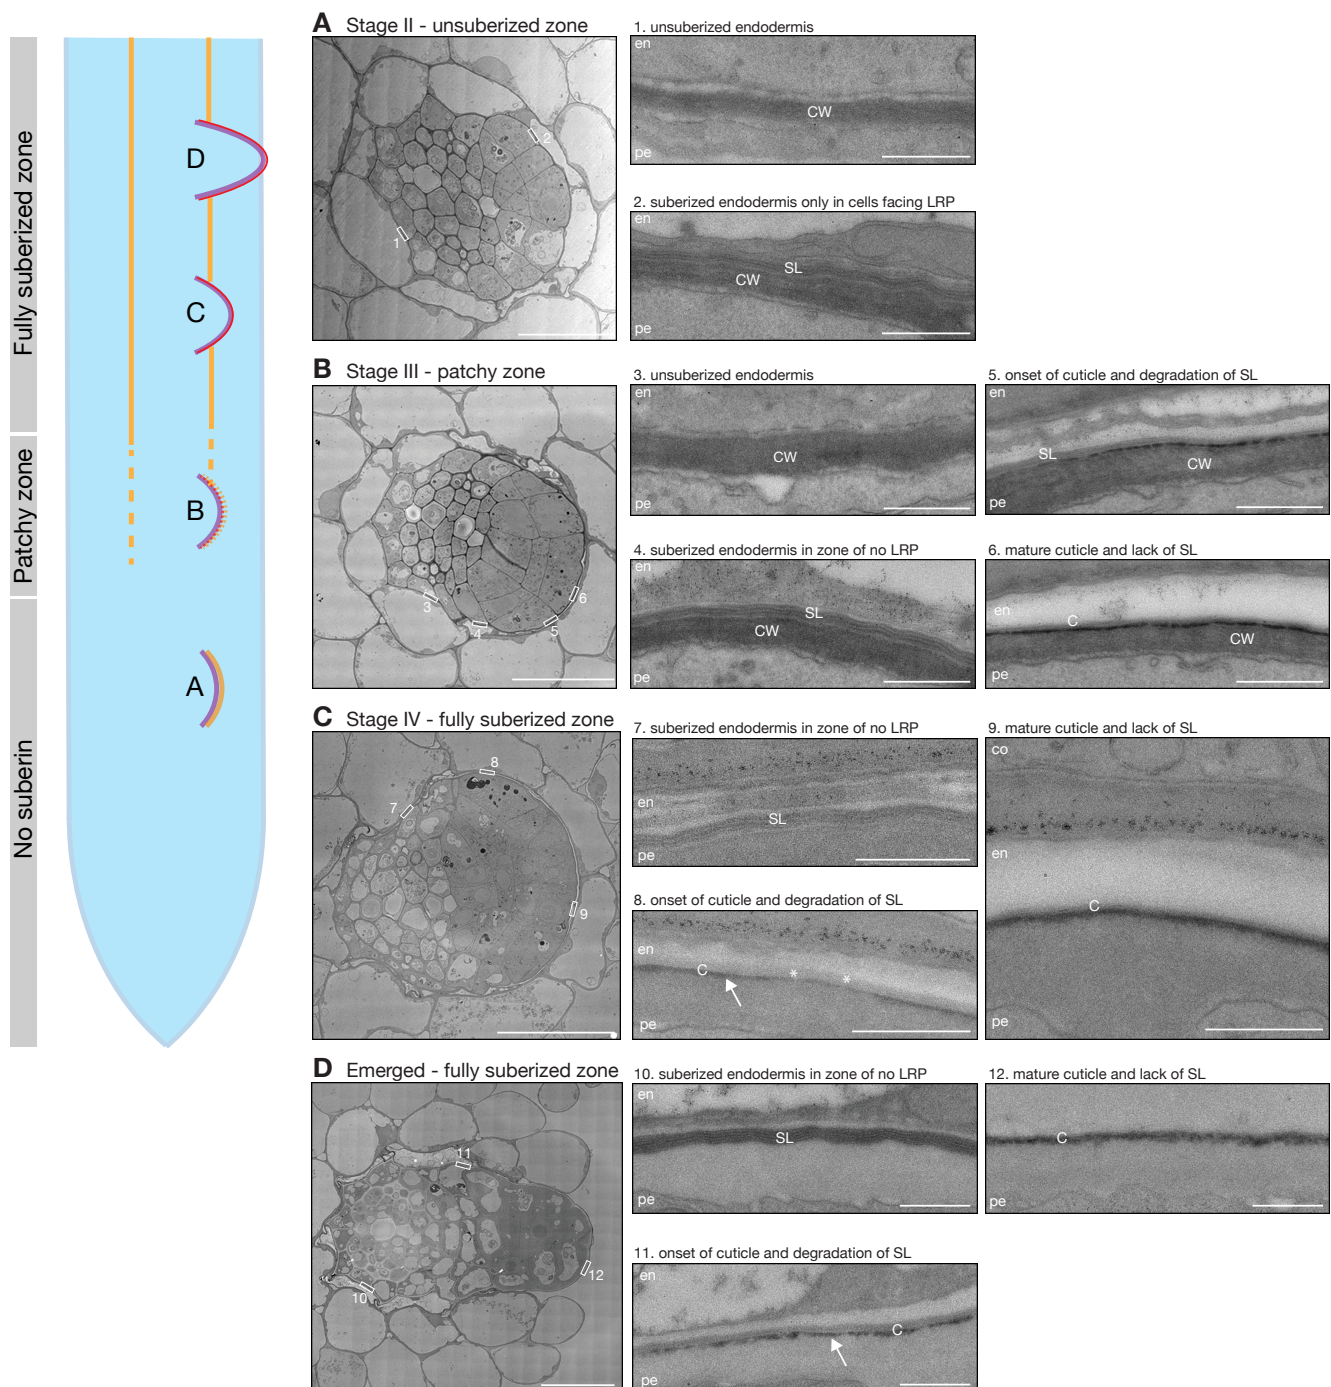 Fully suberized zone
Patchy zone
No suberin
D
C
B
A
A Stage II - unsuberized zone
1
2
1. unsuberized endermis
en
CW
pe
2. suberized endodermis only in cells facing LRP
en
SL
CW
pe
B Stage III - patchy zone
3
4
5
6
3. unsuberized endodermis
en
CW
pe
5. onset of cuticle and degradation of SL
en
SL
CW
pe
4. suberized endodermis in zone of no LRP
en
SL
CW
pe
6. mature cuticle and lack of SL
en
C
CW
pe
C Stage IV - fully suberized zone
8
7
9
7. suberized endodermis in zone of no LRP
en
SL
pe
9. mature cuticle and lack of SL
co
en
C
pe
8. onset of cuticle and degradation of SL
en
C
* *
pe
D Emerged - fully suberized zone
11
12
10
10. suberized endodermis in zone of no LRP
en
SL
pe
12. mature cuticle and lack of SL
C
pe
11. onset of cuticle and degradation of SL
en
C
pe